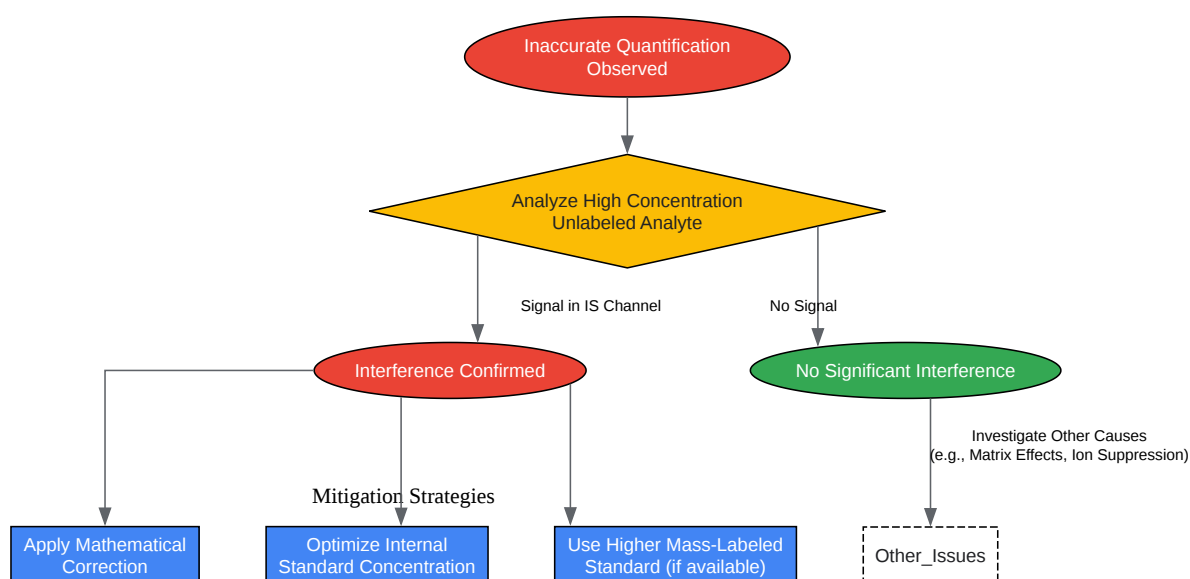 Inaccurate Quantification
Observed
Analyze High Concentration
Unlabeled Analyte
Signal in IS Channel
No Signal
Interference Confirmed
No Significant Interference
Investigate Other Causes
(e.g., Matrix Effects, Ion Suppression)
Mitigation Strategies
Apply Mathematical
Correction
Optimize Internal
Standard Concentration
Use Higher Mass-Labeled
Standard (if available)
Other_Issues